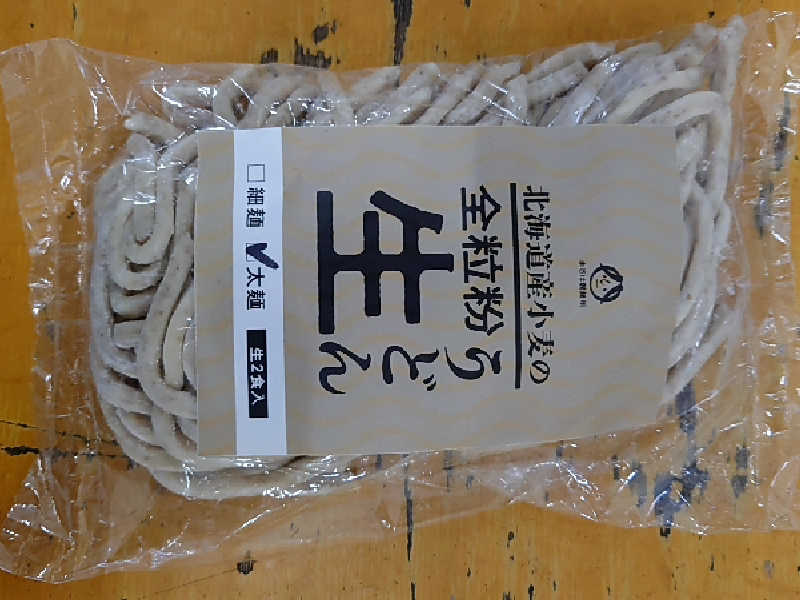 北海道産小麦の
全粒粉
生うどん
細麺
太麺
生2食入